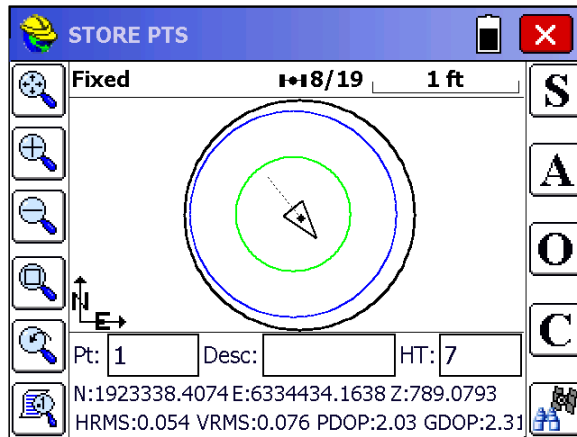 STORE PTS
Fixed 8/19 1 ft
S
A
O
C
N
E
Pt: 1 Desc: HT: 7
N:1923338.4074 E:6334434.1638 Z:789.0793
HRMS:0.054 VRMS:0.076 PDOP:2.03 GDOP:2.31